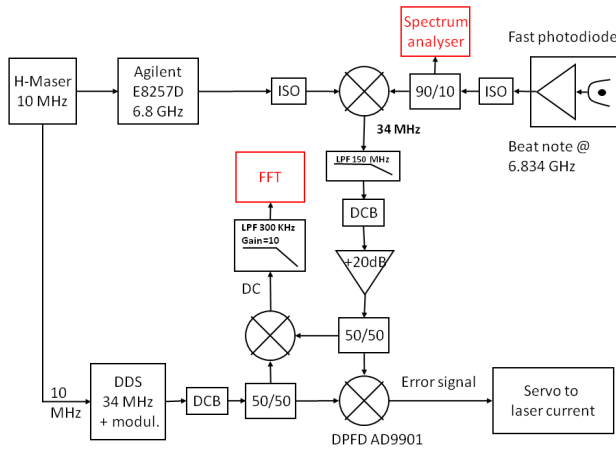 Spectrum
analyser
Fast photodiode
H-Maser
10 MHz
Agilent
E8257D
6.8 GHz
ISO
90/10
ISO
34 MHz
Beat note @
6.834 GHz
LPF 150 MHz
FFT
DCB
LPF 300 KHz
Gain=10
+20dB
DC
50/50
10
MHz
DDS
34 MHz
+ modul.
DCB
50/50
Error signal
Servo to
laser current
DPFD AD9901